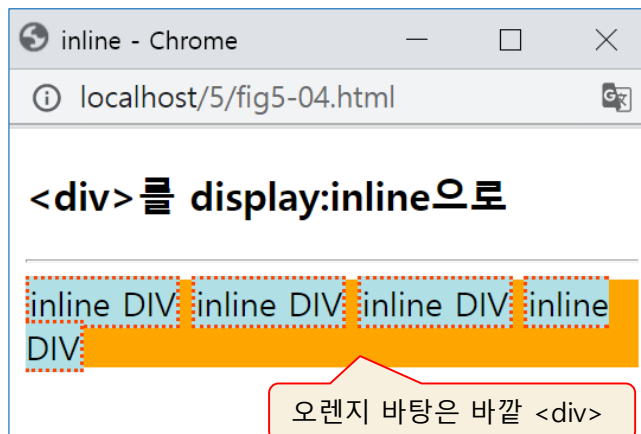 inline - Chrome
localhost/5/fig5-04.html
<div>를 display:inline으로
inline DIV inline DIV inline DIV inline
DIV
오렌지 바탕은 바깥 <div>